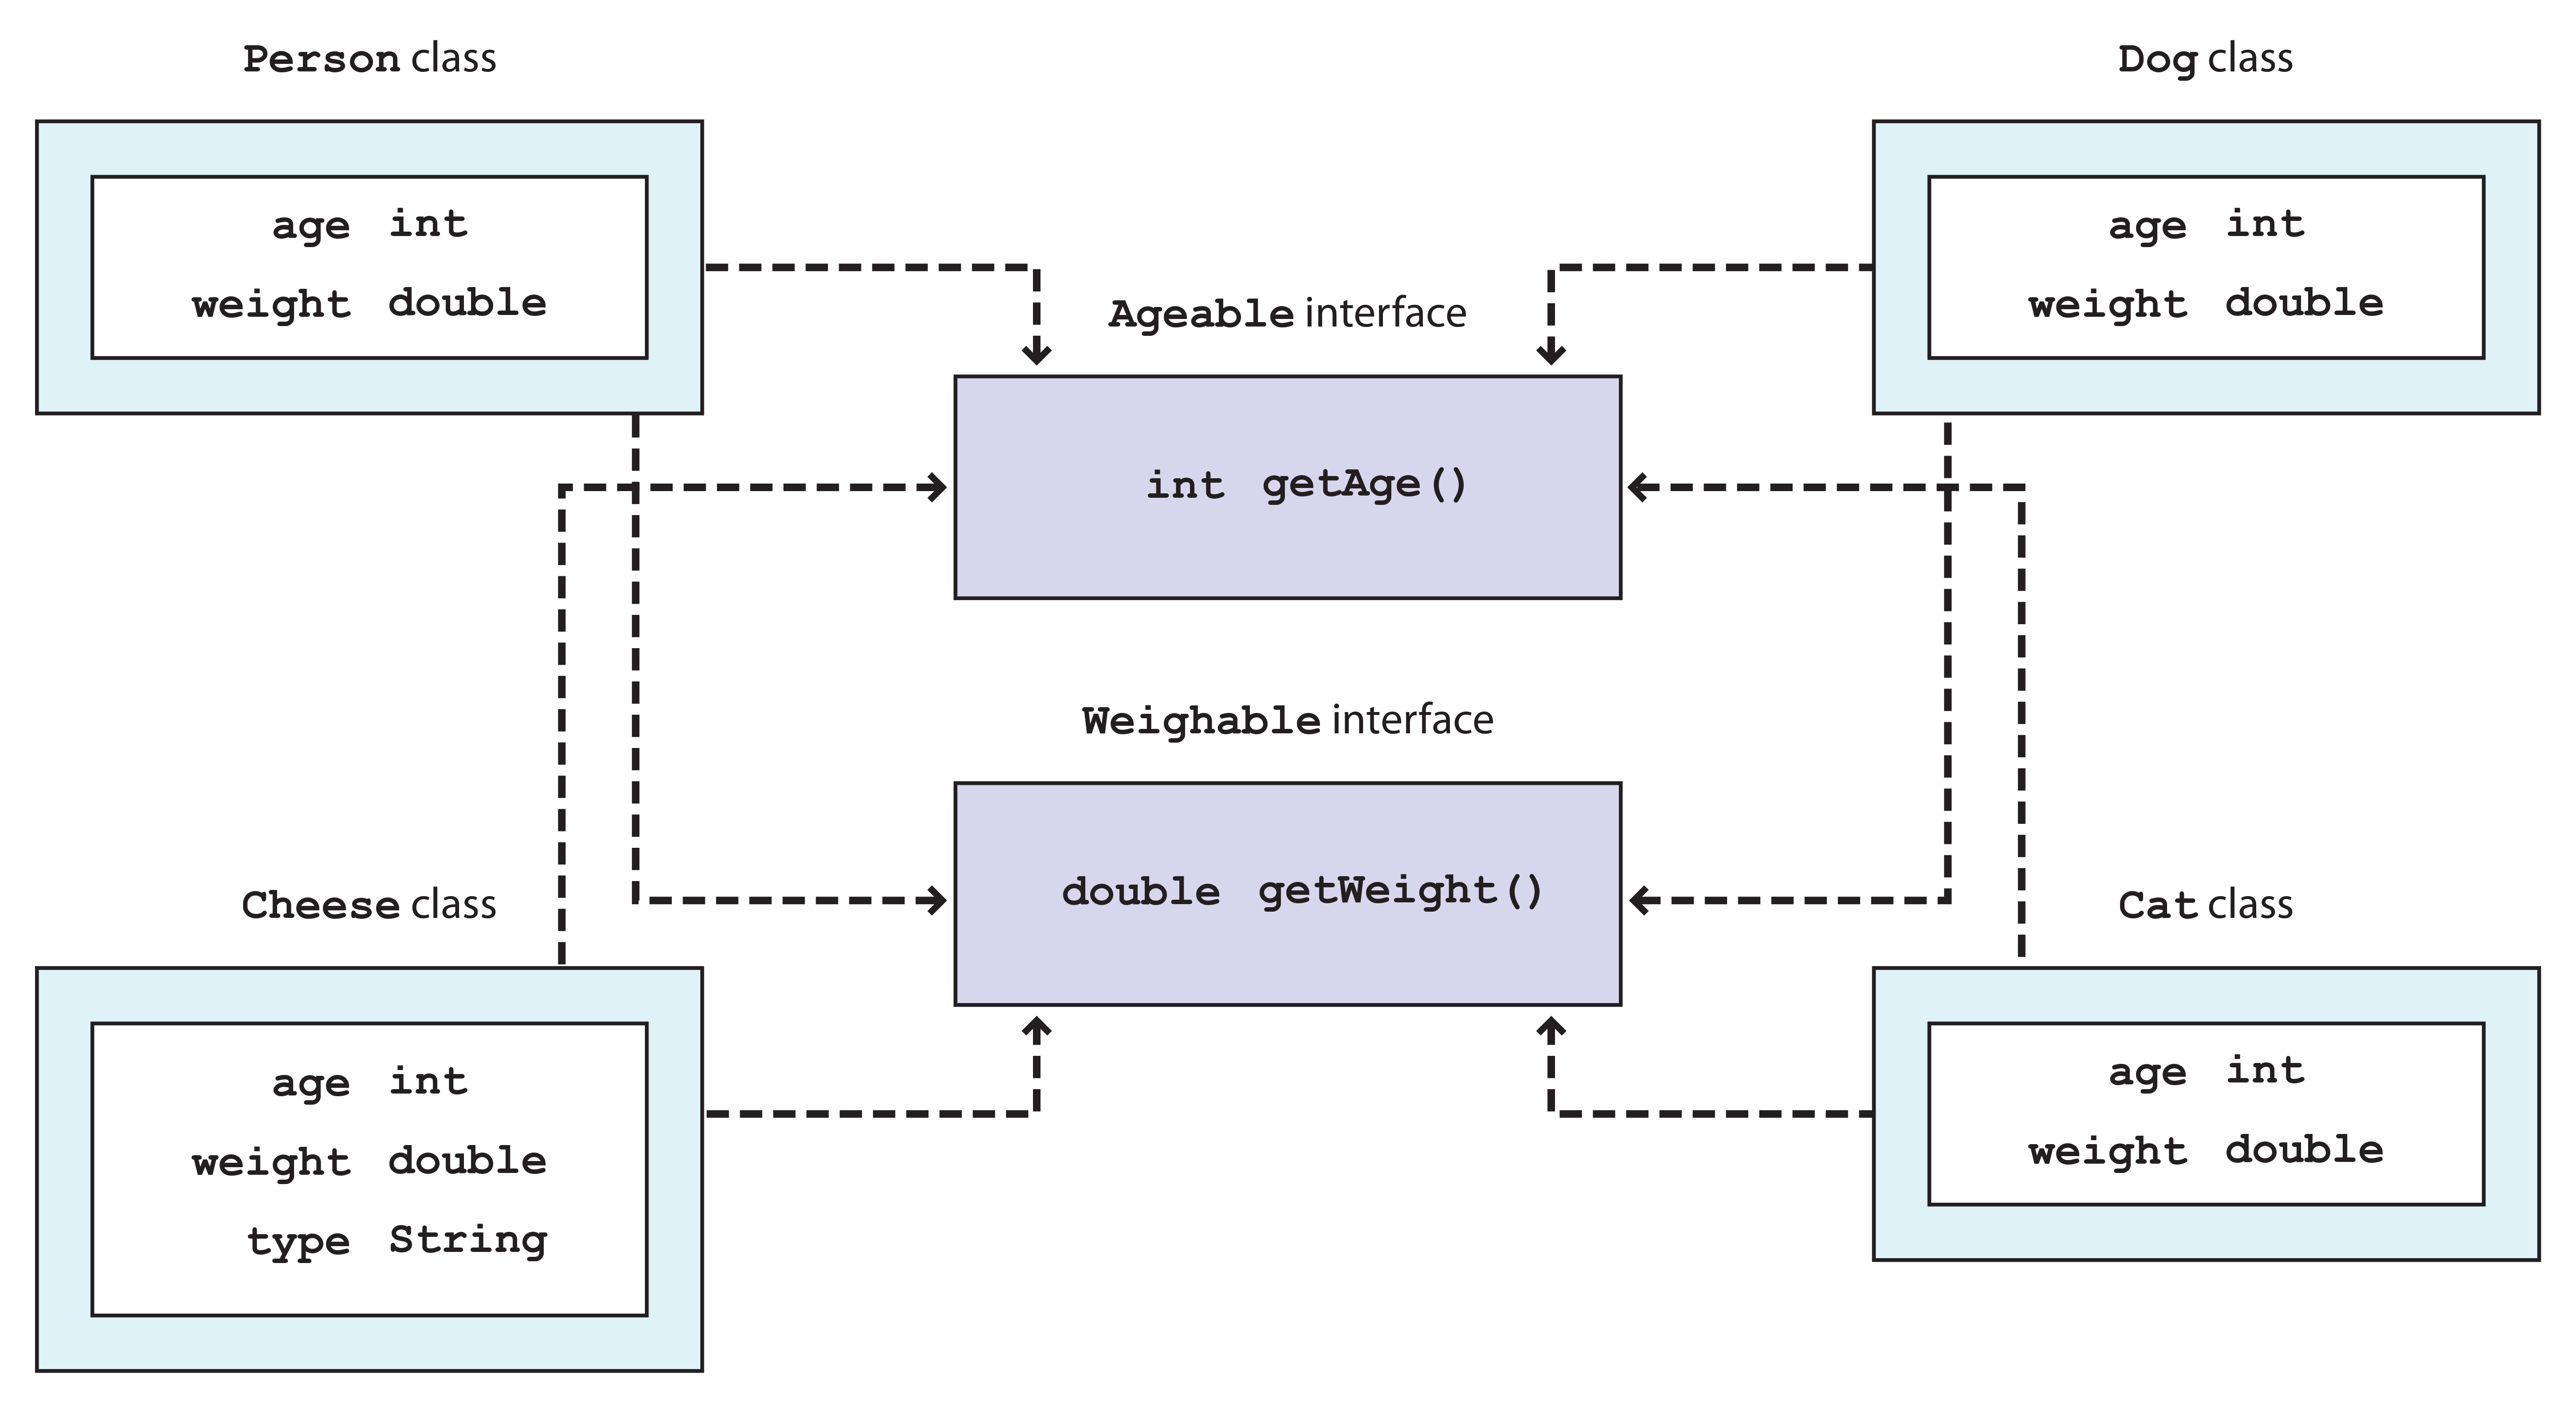 Person class
age int
weight double
Dog class
age int
weight double
Ageable interface
int getAge()
Weighable interface
double getWeight()
Cheese class
age int
weight double
type String
Cat class
age int
weight double